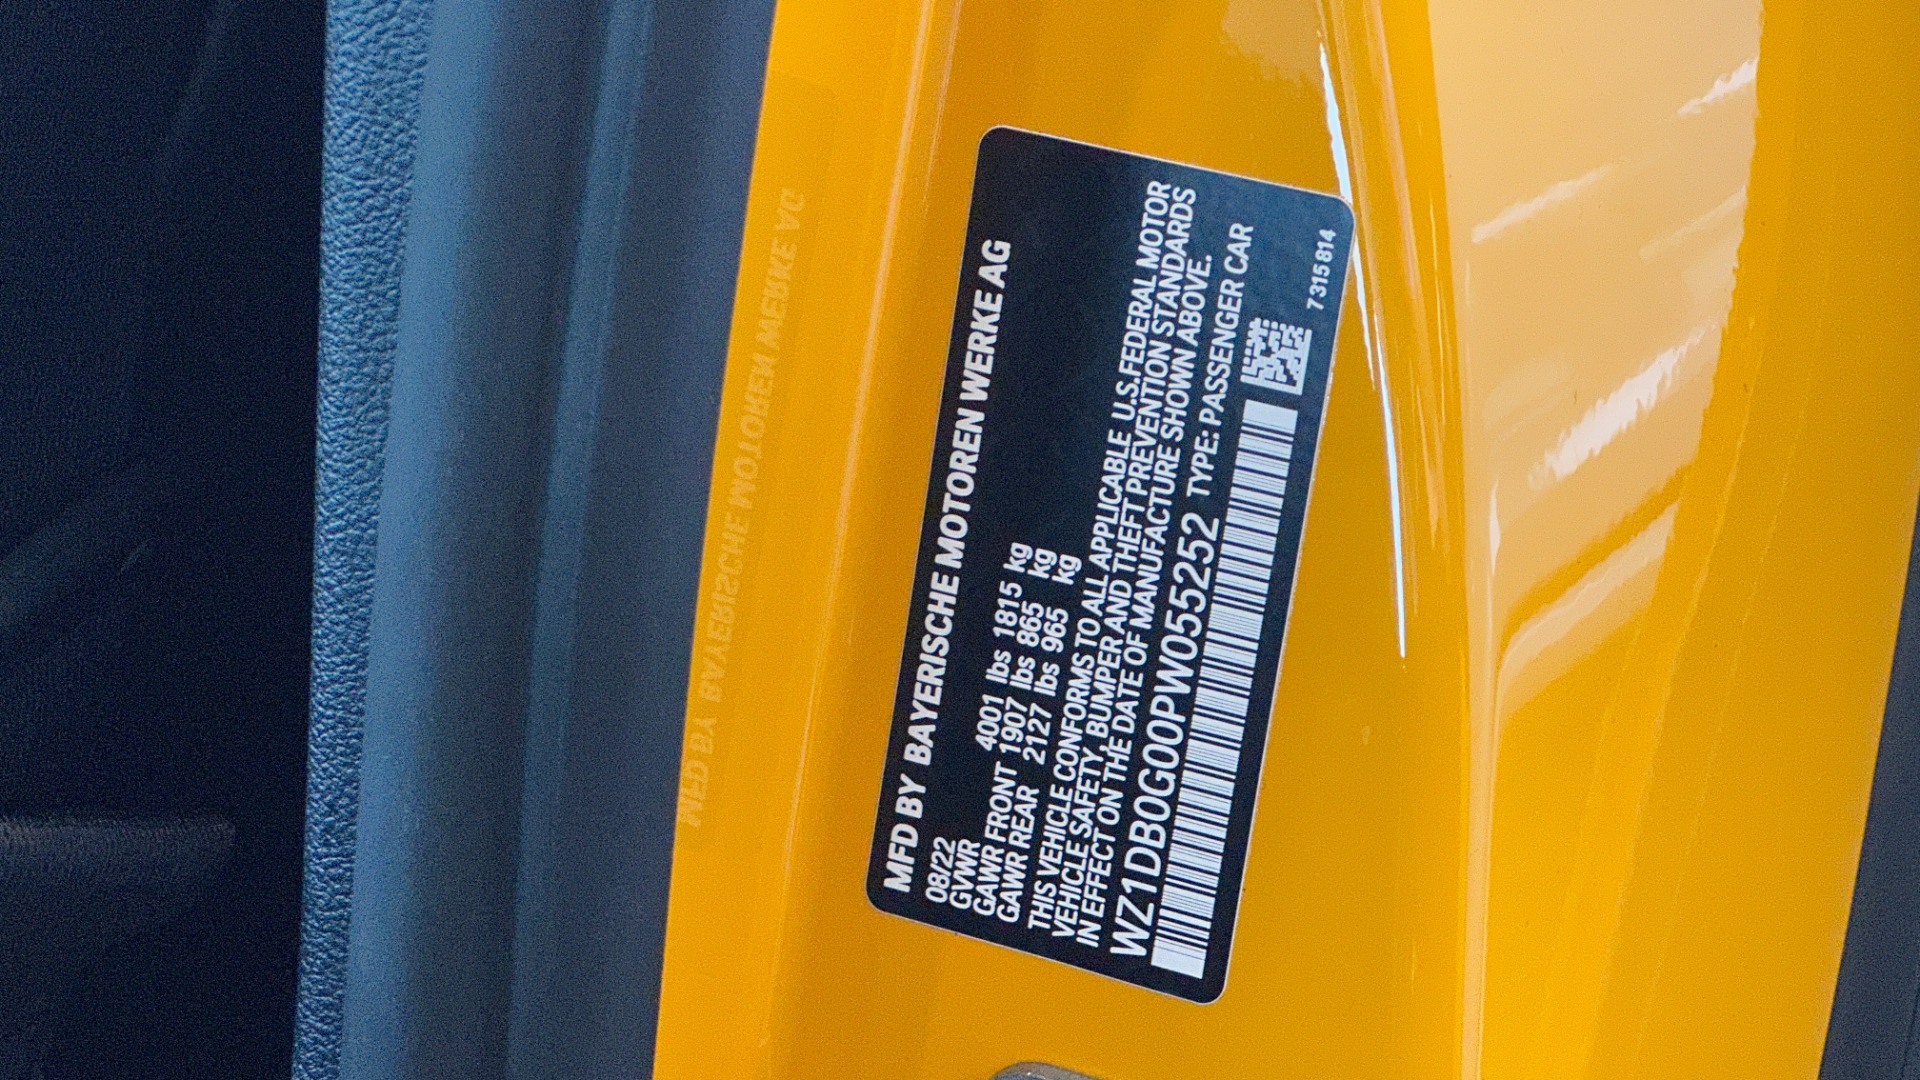 MFD BY BAYERISCHE MOTOREN WERKE AG
08/22
GVWR 4001 lbs 1815 kg
GAWR FRONT 1907 lbs 865 kg
GAWR REAR 2127 lbs 965 kg
THIS VEHICLE CONFORMS TO ALL APPLICABLE U.S.FEDERAL MOTOR
VEHICLE SAFETY, BUMPER AND THEFT PREVENTION STANDARDS
IN EFFECT ON THE DATE OF MANUFACTURE SHOWN ABOVE.
WZ1DB0G00PW055252 TYPE: PASSENGER CAR
7315814